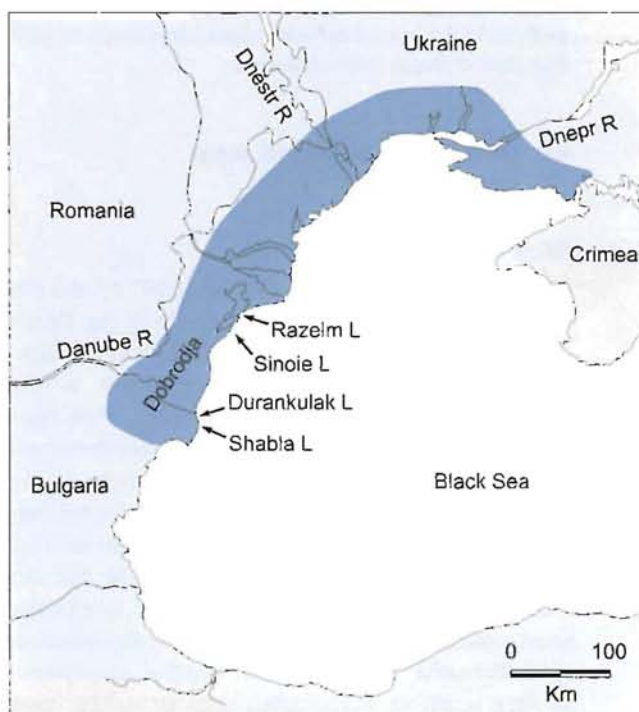 Ukraine
Dnestr R
Dnepr R
Romania
Crimea
Razelm L
Danube R
Sinoie L
Dobrodja
Durankulak L
Shabla L
Bulgaria
Black Sea
0 100
Km